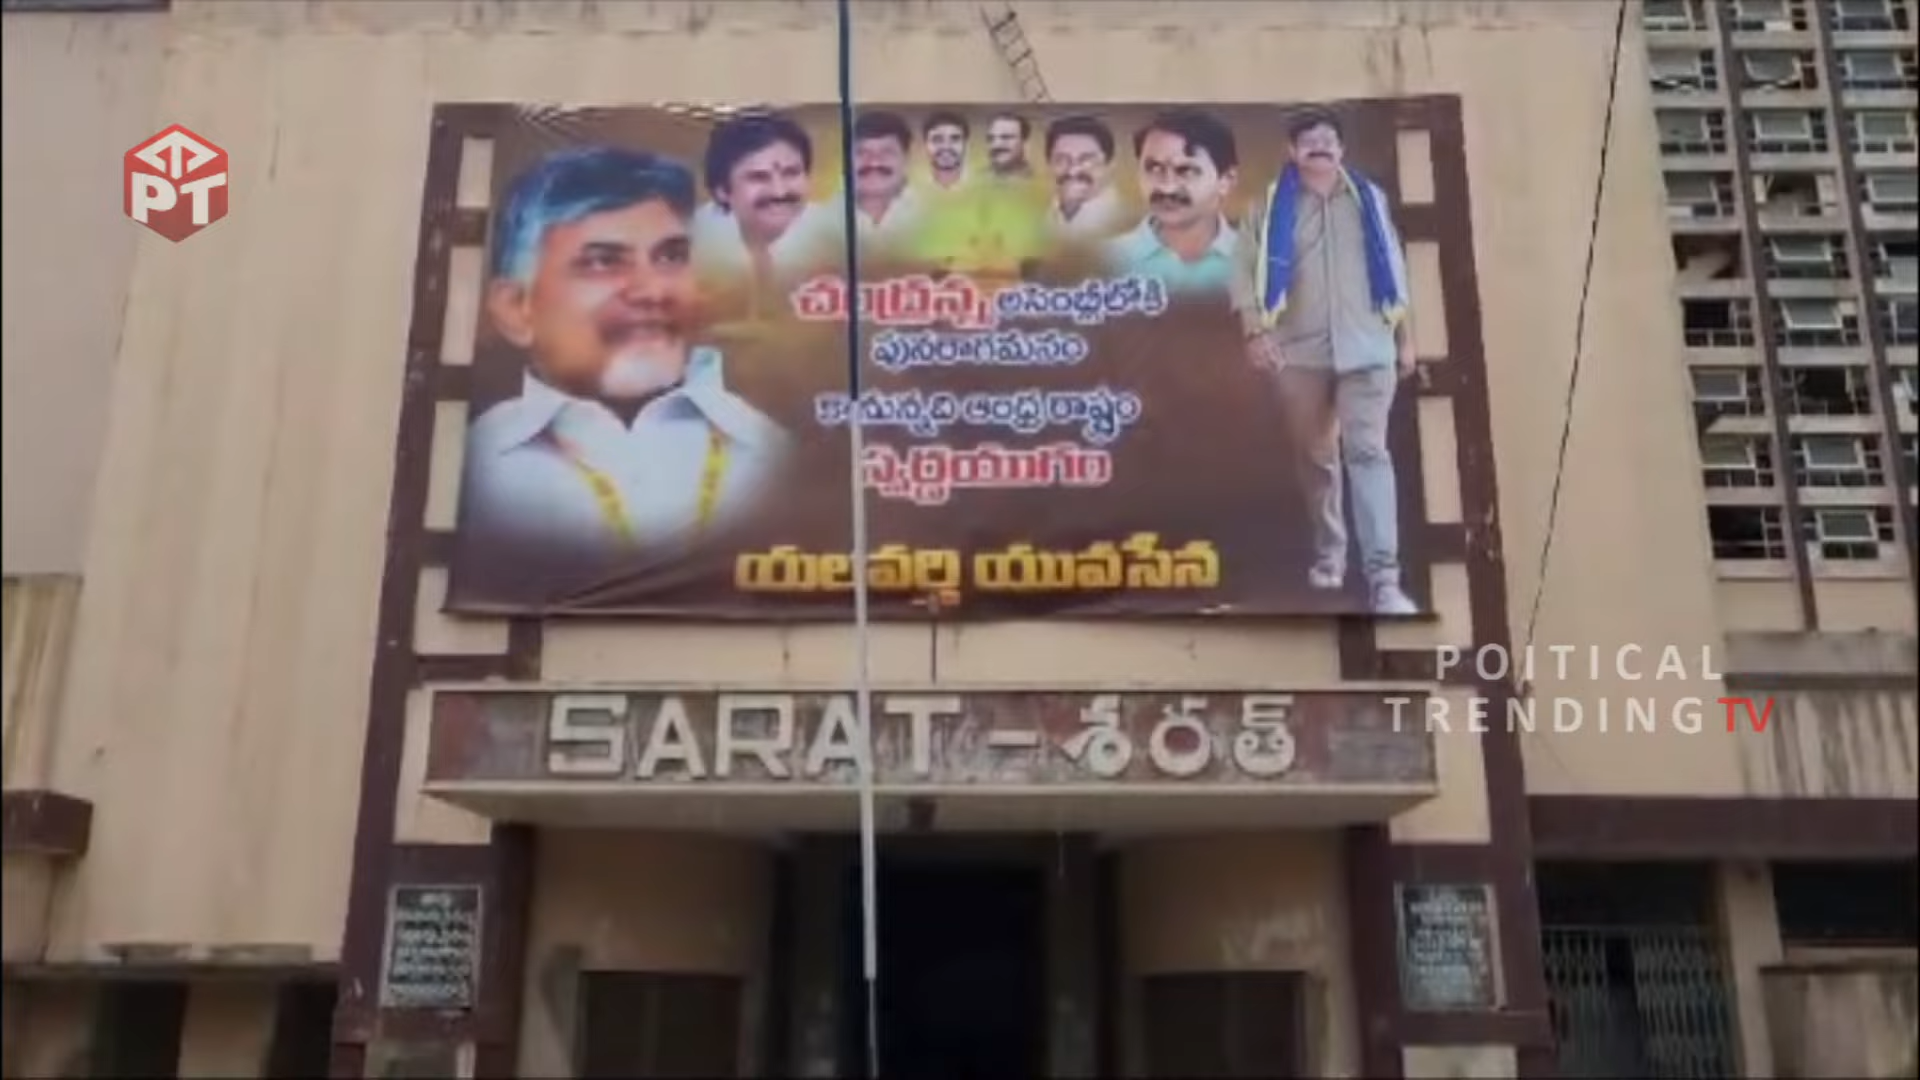 PT
చంద్రన్న అసెంబ్లీలోకి
పునరాగమనం
కానున్నది ఆంధ్ర రాష్ట్రం
స్వర్ణయుగం
యలవర్తి యువసేన
POITICAL
TRENDING TV
SARAT - శరత్